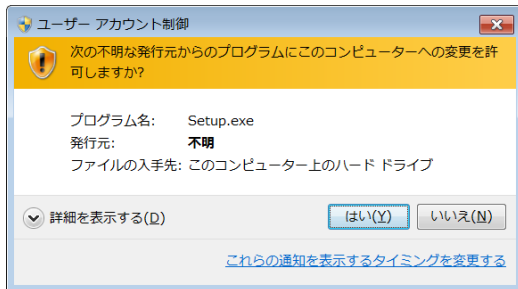 ユーザー アカウント制御
次の不明な発行元からのプログラムにこのコンピューターへの変更を許
可しますか?
プログラム名: Setup.exe
発行元: 不明
ファイルの入手先: このコンピューター上のハード ドライブ
詳細を表示する(D)
はい(Y) いいえ(N)
これらの通知を表示するタイミングを変更する